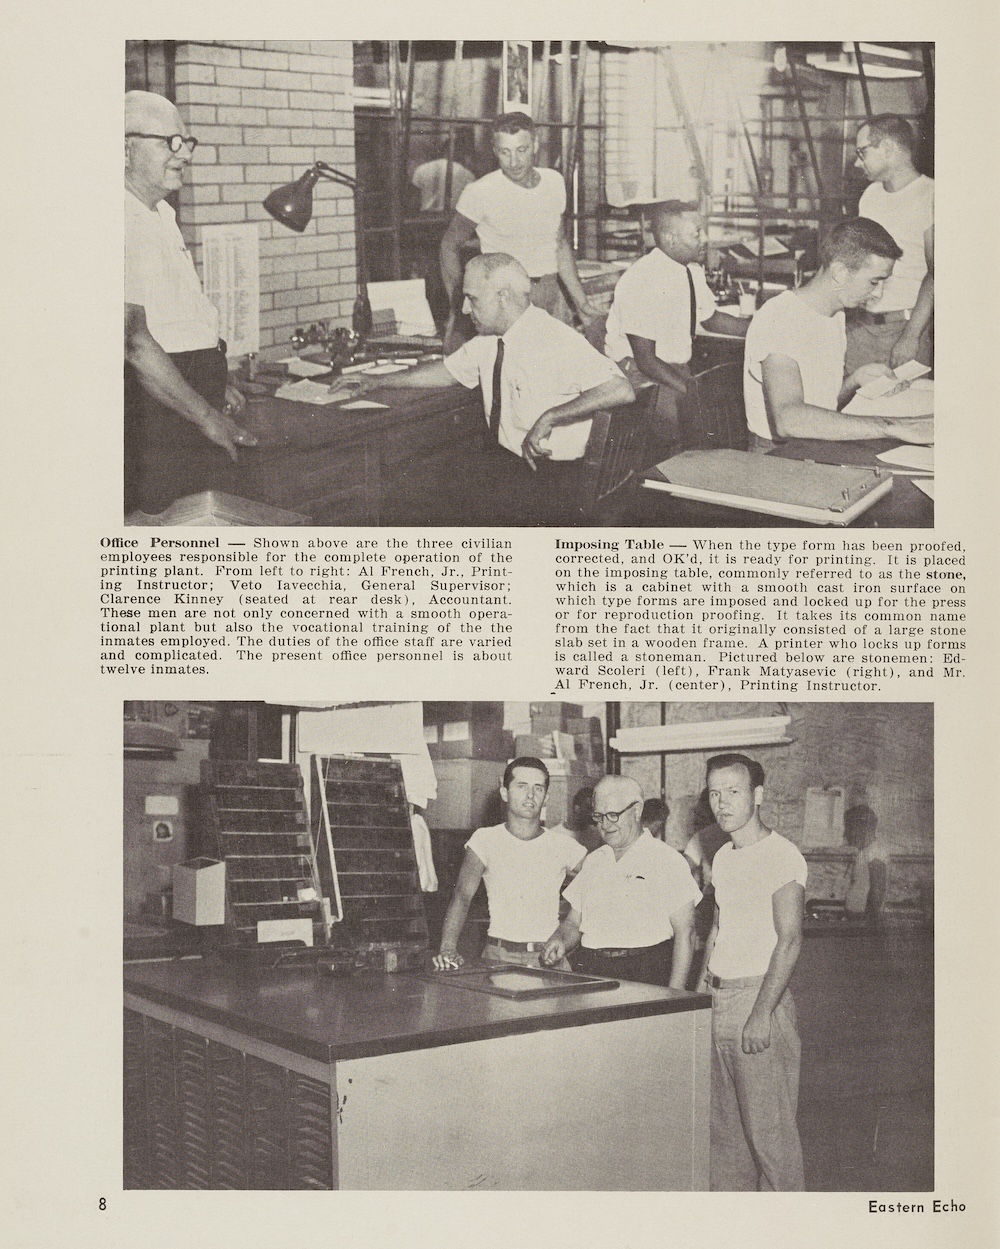 Office Personnel — Shown above are the three civilian
employees responsible for the complete operation of the
printing plant. From left to right: Al French, Jr., Print-
ing Instructor; Veto Iavecchia, General Supervisor;
Clarence Kinney (seated at rear desk), Accountant.
These men are not only concerned with a smooth opera-
tional plant but also the vocational training of the the
inmates employed. The duties of the office staff are varied
and complicated. The present office personnel is about
twelve inmates.
Imposing Table — When the type form has been proofed,
corrected, and OK'd, it is ready for printing. It is placed
on the imposing table, commonly referred to as the stone,
which is a cabinet with a smooth cast iron surface on
which type forms are imposed and locked up for the press
or for reproduction proofing. It takes its common name
from the fact that it originally consisted of a large stone
slab set in a wooden frame. A printer who locks up forms
is called a stoneman. Pictured below are stonemen: Ed-
ward Scoleri (left), Frank Matyasevic (right), and Mr.
Al French, Jr. (center), Printing Instructor.
8
Eastern Echo